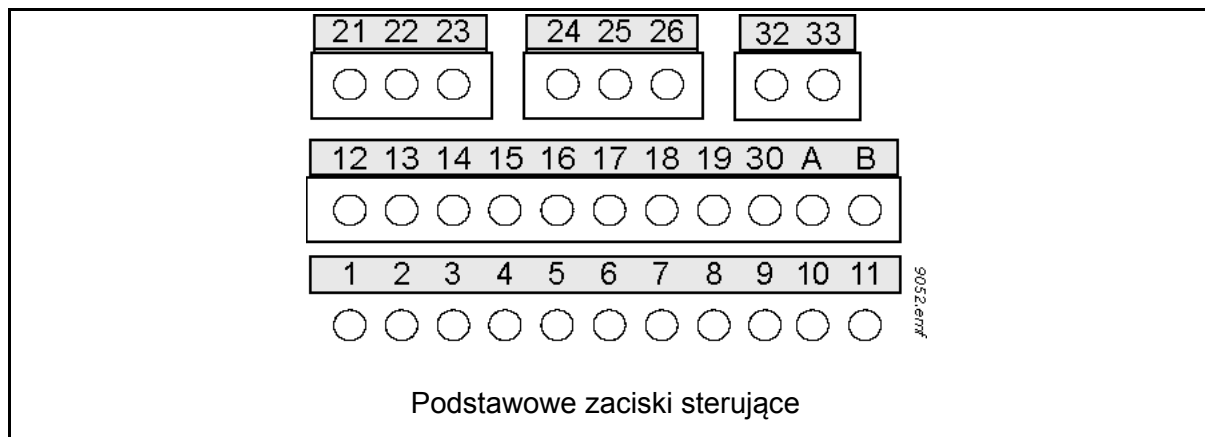 21 22 23 24 25 26 32 33
12 13 14 15 16 17 18 19 30 A B
1 2 3 4 5 6 7 8 9 10 11
9052.emf
Podstawowe zaciski sterujące